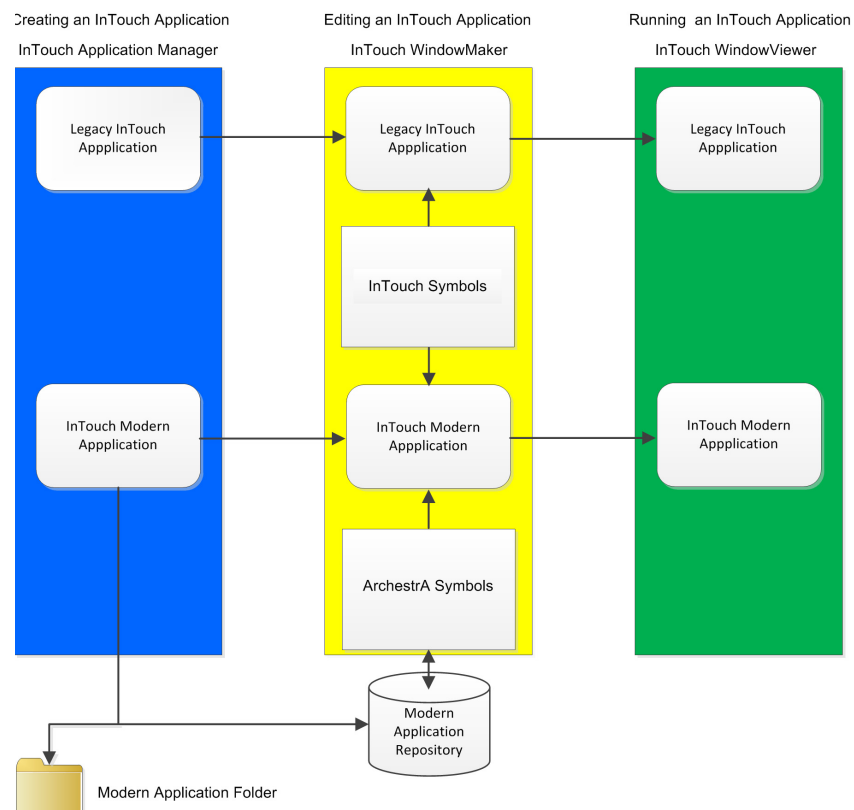 Creating an InTouch Application
Editing an InTouch Application
Running an InTouch Application
InTouch Application Manager
InTouch WindowMaker
InTouch WindowViewer
Legacy InTouch
Appplication
Legacy InTouch
Appplication
Legacy InTouch
Appplication
InTouch Symbols
InTouch Modern
Appplication
InTouch Modern
Appplication
InTouch Modern
Appplication
ArchestrA Symbols
Modern
Application
Repository
Modern Application Folder